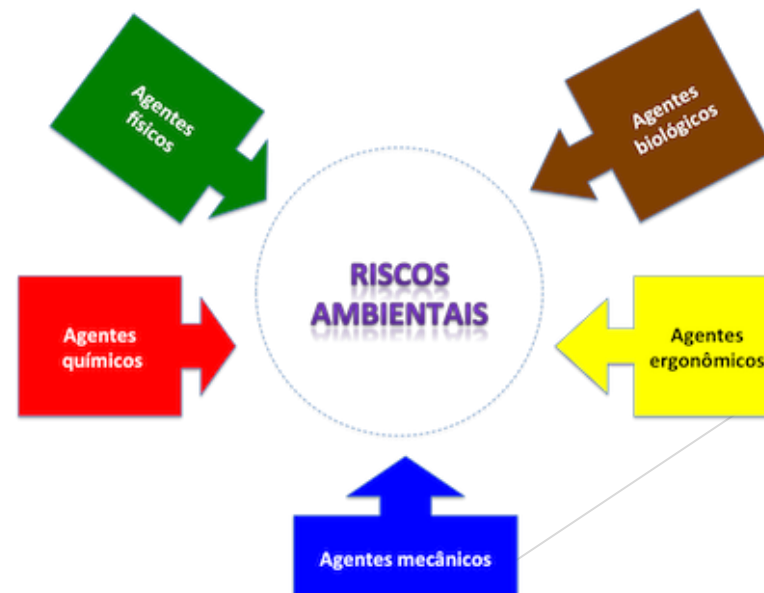 Agentes
físicos
Agentes
biológicos
RISCOS
AMBIENTAIS
Agentes
químicos
Agentes
ergonômicos
Agentes mecânicos